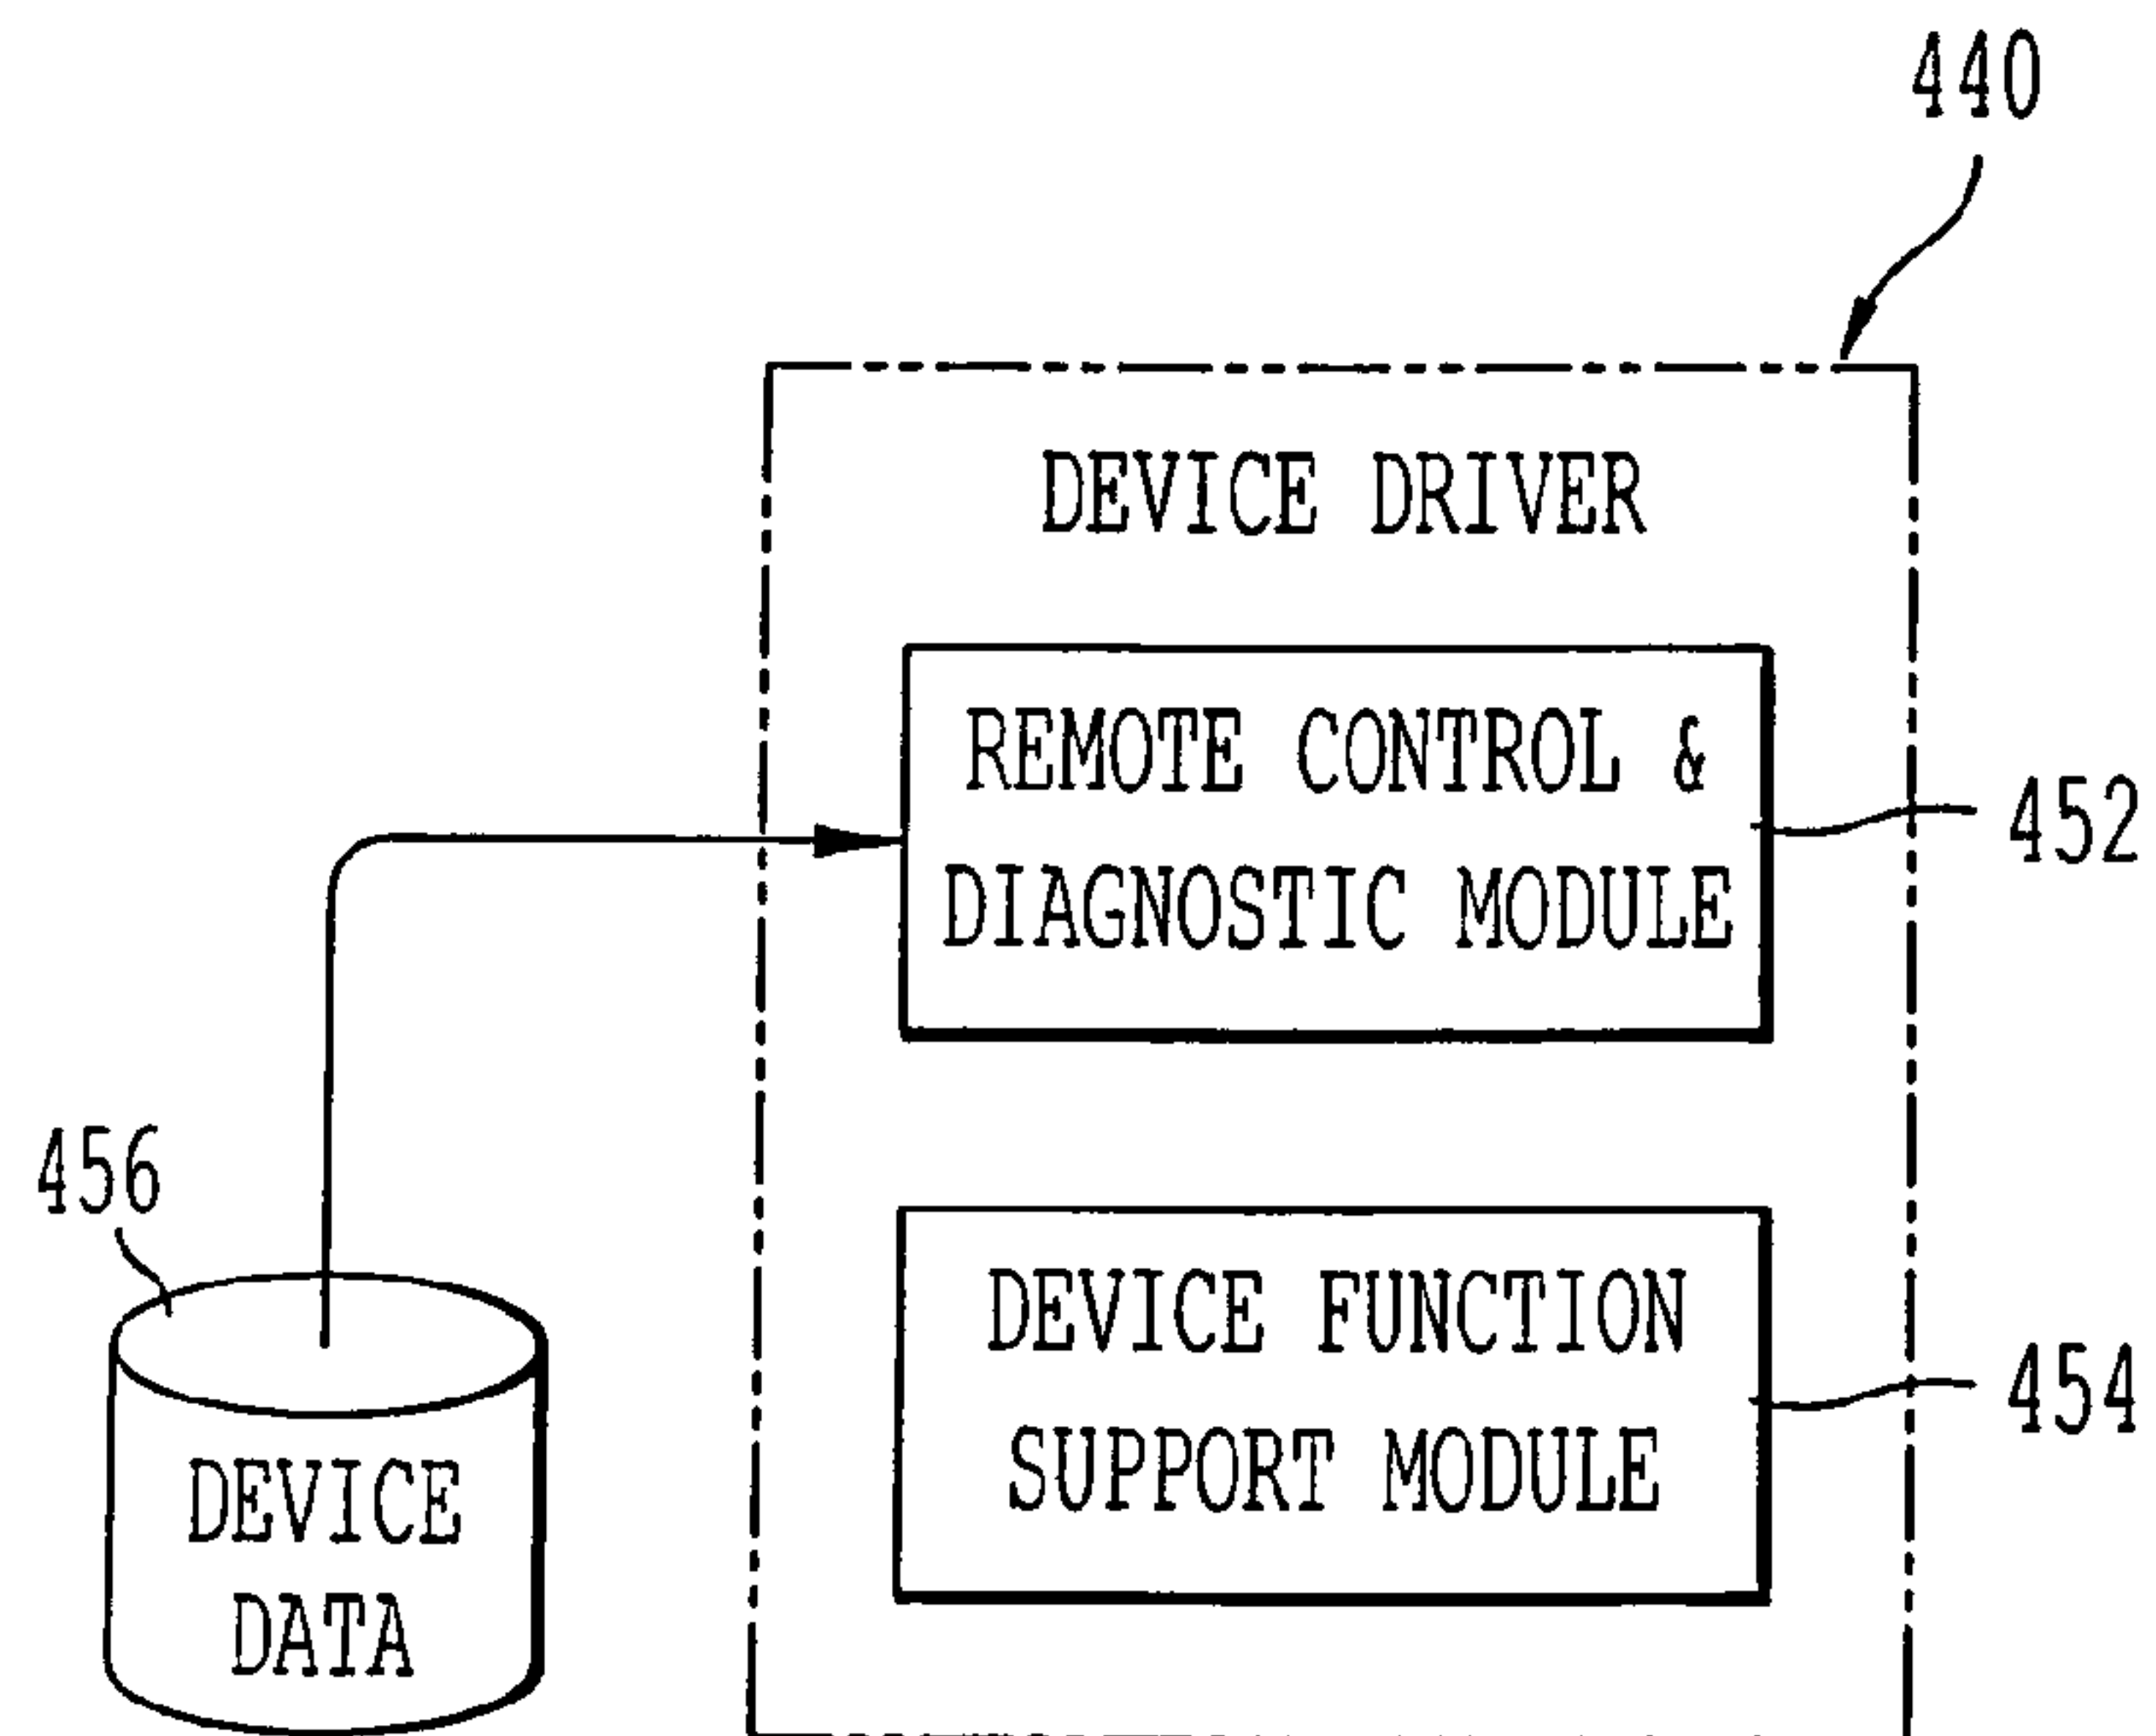 440
DEVICE DRIVER
REMOTE CONTROL &
DIAGNOSTIC MODULE
452
456
DEVICE FUNCTION
SUPPORT MODULE
454
DEVICE
DATA